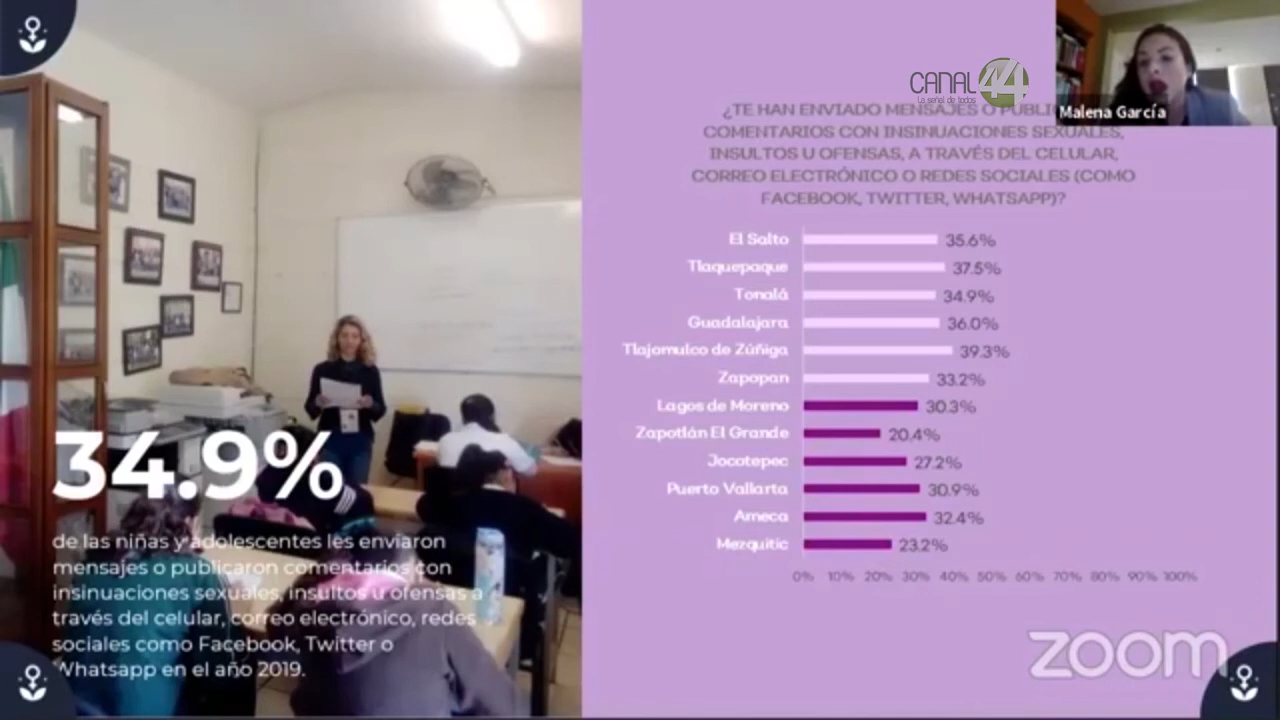 34.9%
de las niñas y adolescentes les enviaron
mensajes o publicaron comentarios con
insinuaciones sexuales, insultos u ofensas a
través del celular, correo electrónico, redes
sociales como Facebook, Twitter o
Whatsapp en el año 2019.
CANAL 44
La señal de todos
Malena García
¿TE HAN ENVIADO MENSAJES O
COMENTARIOS CON INSINUACIONES SEXUALES,
INSULTOS U OFENSAS, A TRAVÉS DEL CELULAR,
CORREO ELECTRÓNICO O REDES SOCIALES (COMO
FACEBOOK, TWITTER, WHATSAPP)?
El Salto 35.6%
Tlaquepaque 37.5%
Tonalá 34.9%
Guadalajara 36.0%
Tlajomulco de Zúñiga 39.3%
Zapopan 33.2%
Lagos de Moreno 30.3%
Zapotlán El Grande 20.4%
Jocotepec 27.2%
Puerto Vallarta 30.9%
Ameca 32.4%
Mezquitic 23.2%
0% 10% 20% 30% 40% 50% 60% 70% 80% 90% 100%
zoom